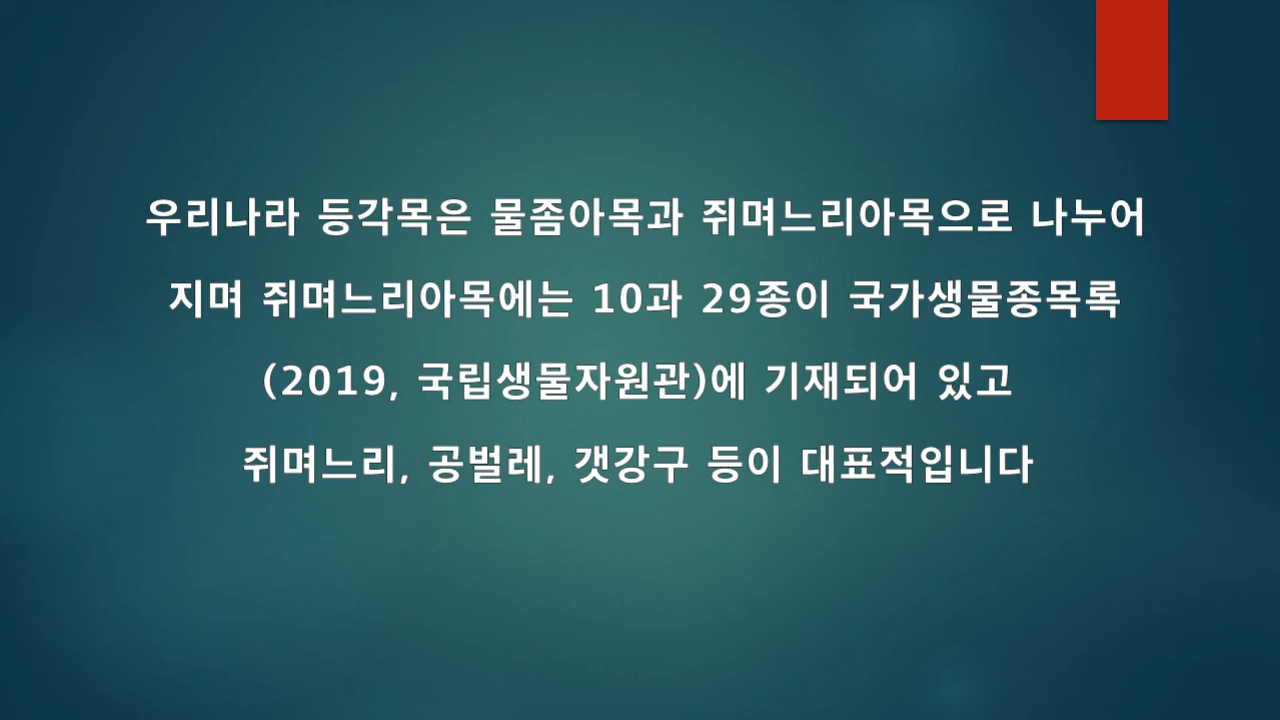 우리나라 등각목은 물좀아목과 쥐며느리아목으로 나누어
지며 쥐며느리아목에는 10과 29종이 국가생물종목록
(2019, 국립생물자원관)에 기재되어 있고
쥐며느리, 공벌레, 갯강구 등이 대표적입니다